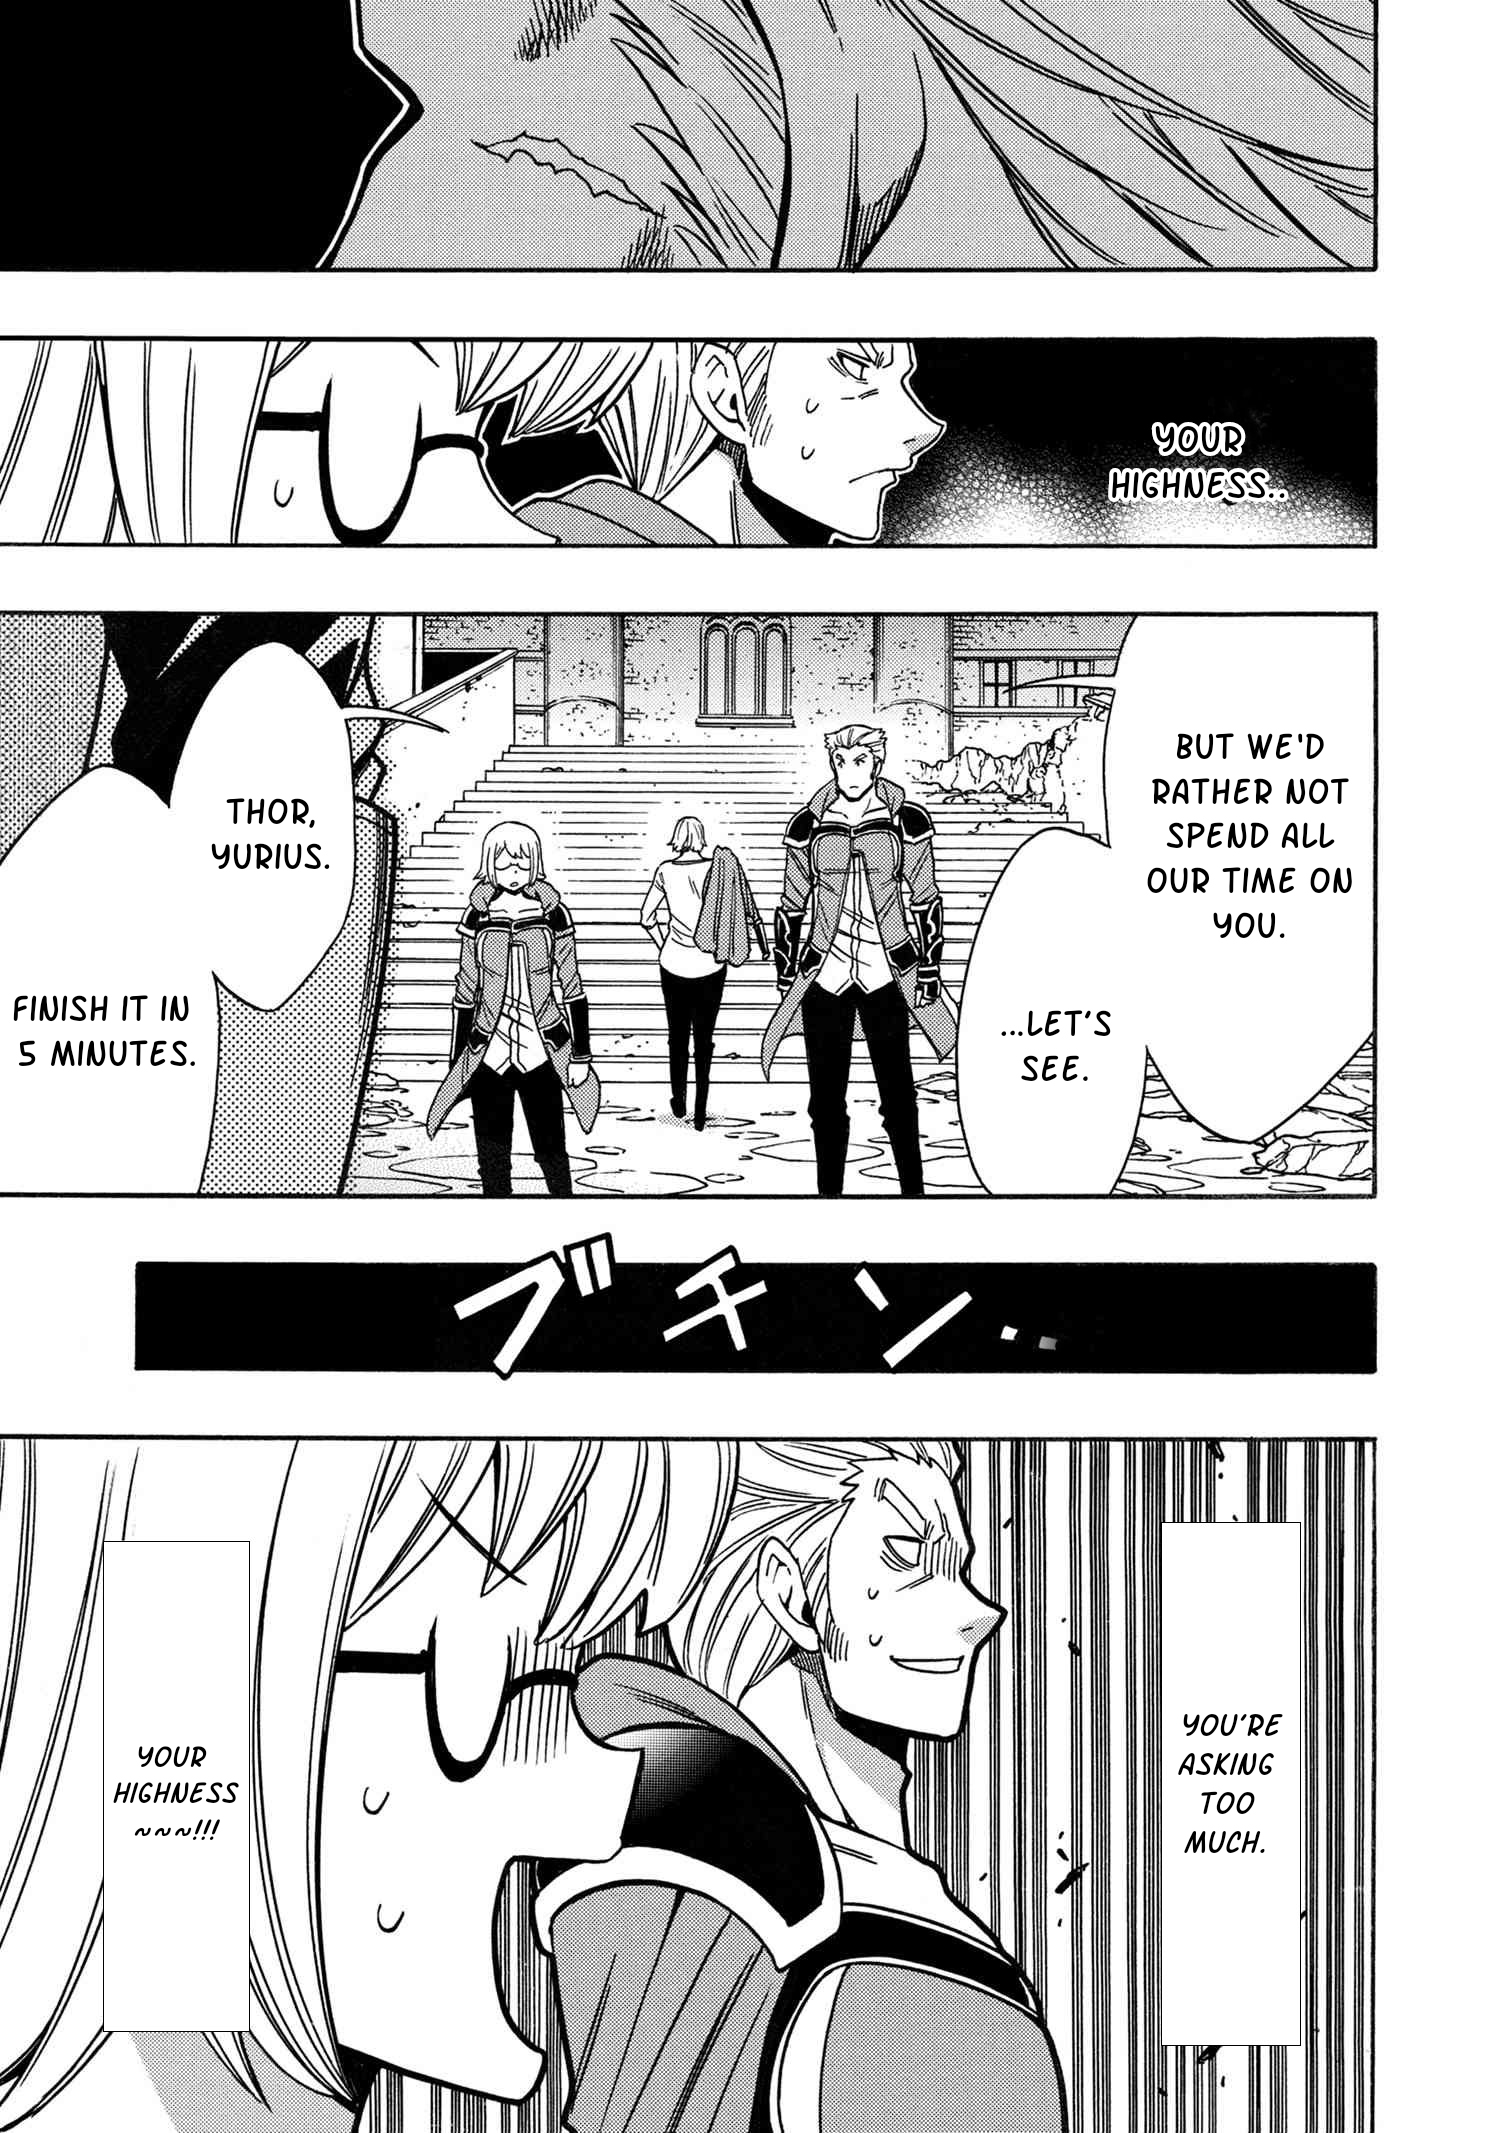 YOUR
HIGHNESS..
BUT WE'D
RATHER NOT
SPEND ALL
OUR TIME ON
YOU.
...LET'S
SEE.
THOR,
YURIUS.
FINISH IT IN
5 MINUTES.
ブチン..
YOU'RE
ASKING
TOO
MUCH.
YOUR
HIGHNESS
~~~!!!